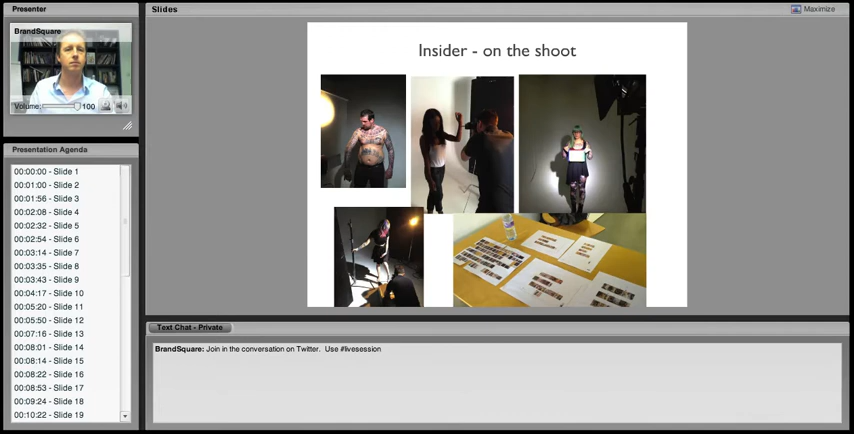 Presenter
BrandSquare
Volume:
100
Presentation Agenda
00:00:00 - Slide 1
00:01:00 - Slide 2
00:01:56 - Slide 3
00:02:08 - Slide 4
00:02:32 - Slide 5
00:02:54 - Slide 6
00:03:14 - Slide 7
00:03:35 - Slide 8
00:03:43 - Slide 9
00:04:17 - Slide 10
00:05:20 - Slide 11
00:05:50 - Slide 12
00:07:16 - Slide 13
00:08:01 - Slide 14
00:08:14 - Slide 15
00:08:22 - Slide 16
00:08:53 - Slide 17
00:09:24 - Slide 18
00:10:22 - Slide 19
Slides
Maximize
Insider - on the shoot
Text Chat - Private
BrandSquare: Join in the conversation on Twitter. Use #livesession